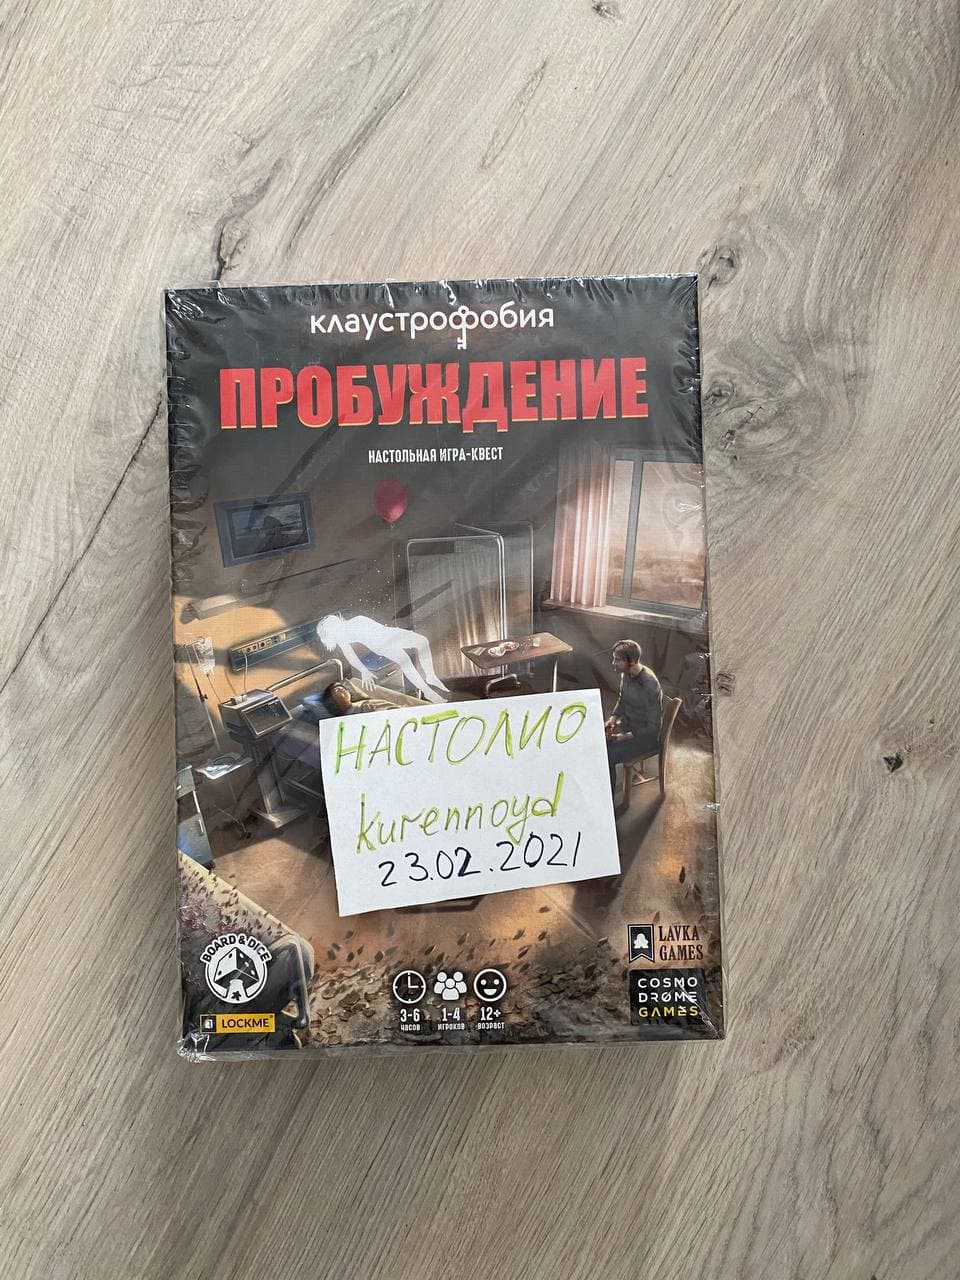 клаустрофобия
ПРОБУЖДЕНИЕ
НАСТОЛЬНАЯ ИГРА-КВЕСТ
НАСТОЛИО
kurennoyd
23.02.2021
BOARD & DICE
LOCKME
3-6
часов
1-4
игроков
12+
возраст
LAVKA
GAMES
COSMO
DROME
GAMES